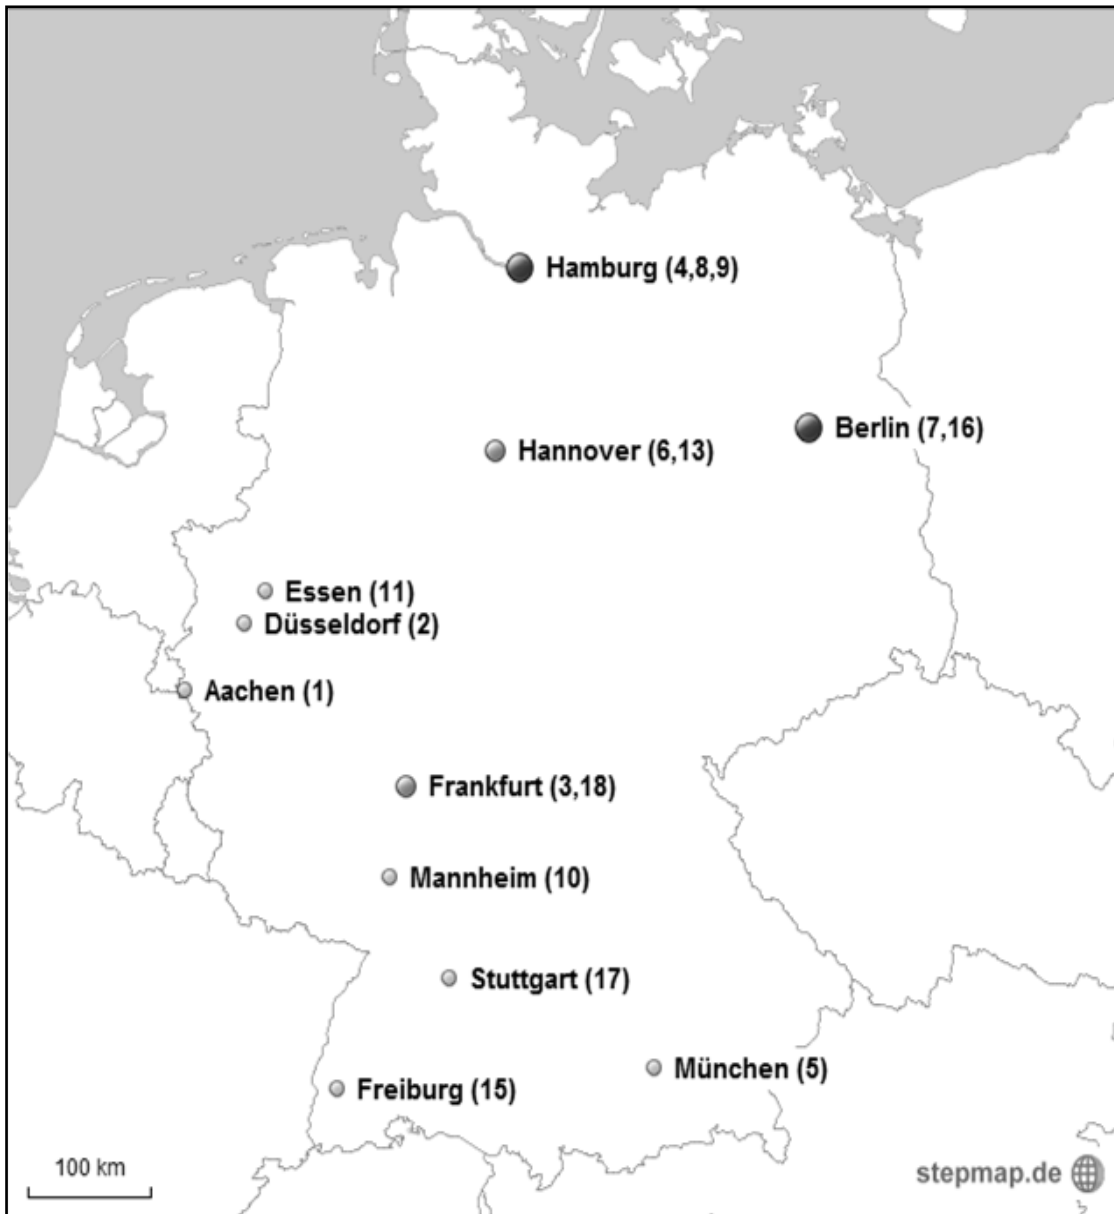 Hamburg (4,8,9)
Berlin (7,16)
Hannover (6,13)
Essen (11)
Düsseldorf (2)
Aachen (1)
Frankfurt (3,18)
Mannheim (10)
Stuttgart (17)
München (5)
Freiburg (15)
100 km
stepmap.de